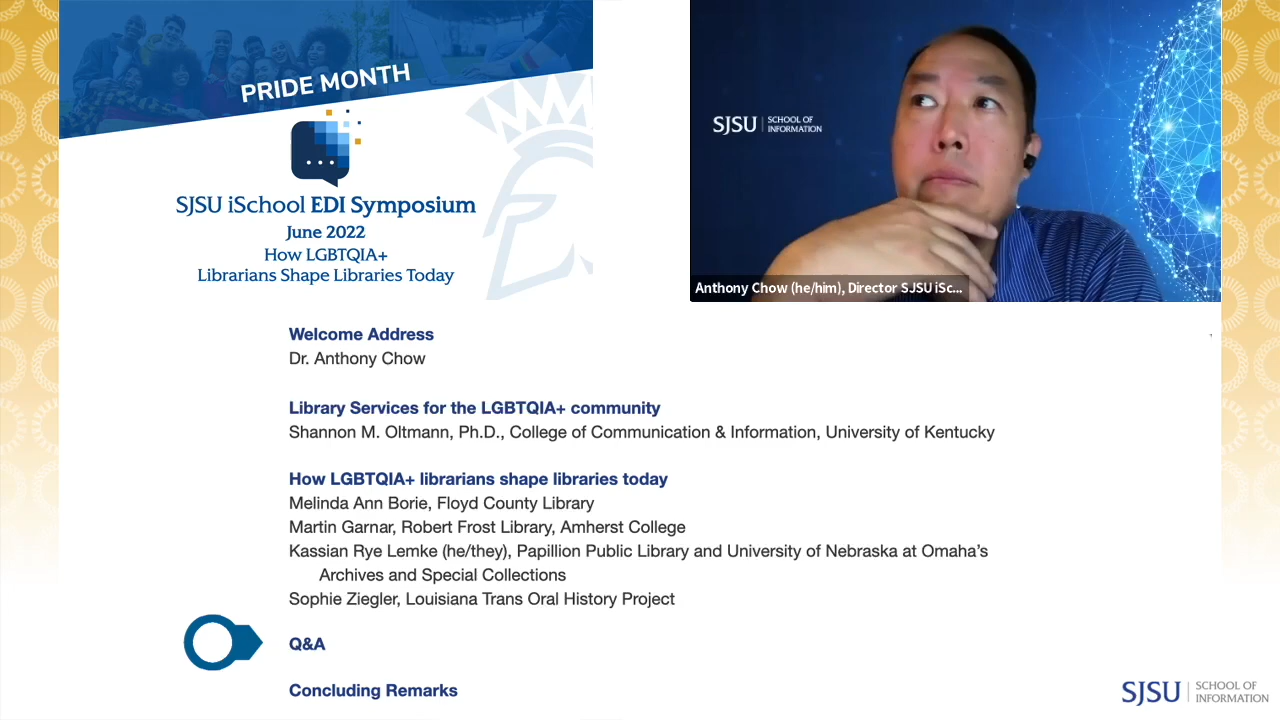 PRIDE MONTH
SJSU iSchool EDI Symposium
June 2022
How LGBTQIA+
Librarians Shape Libraries Today
SJSU | SCHOOL OF
INFORMATION
Anthony Chow (he/him), Director SJSU iSc...
Welcome Address
Dr. Anthony Chow
Library Services for the LGBTQIA+ community
Shannon M. Oltmann, Ph.D., College of Communication & Information, University of Kentucky
How LGBTQIA+ librarians shape libraries today
Melinda Ann Borie, Floyd County Library
Martin Garnar, Robert Frost Library, Amherst College
Kassian Rye Lemke (he/they), Papillion Public Library and University of Nebraska at Omaha’s
Archives and Special Collections
Sophie Ziegler, Louisiana Trans Oral History Project
Q&A
Concluding Remarks
SJSU | SCHOOL OF
INFORMATION